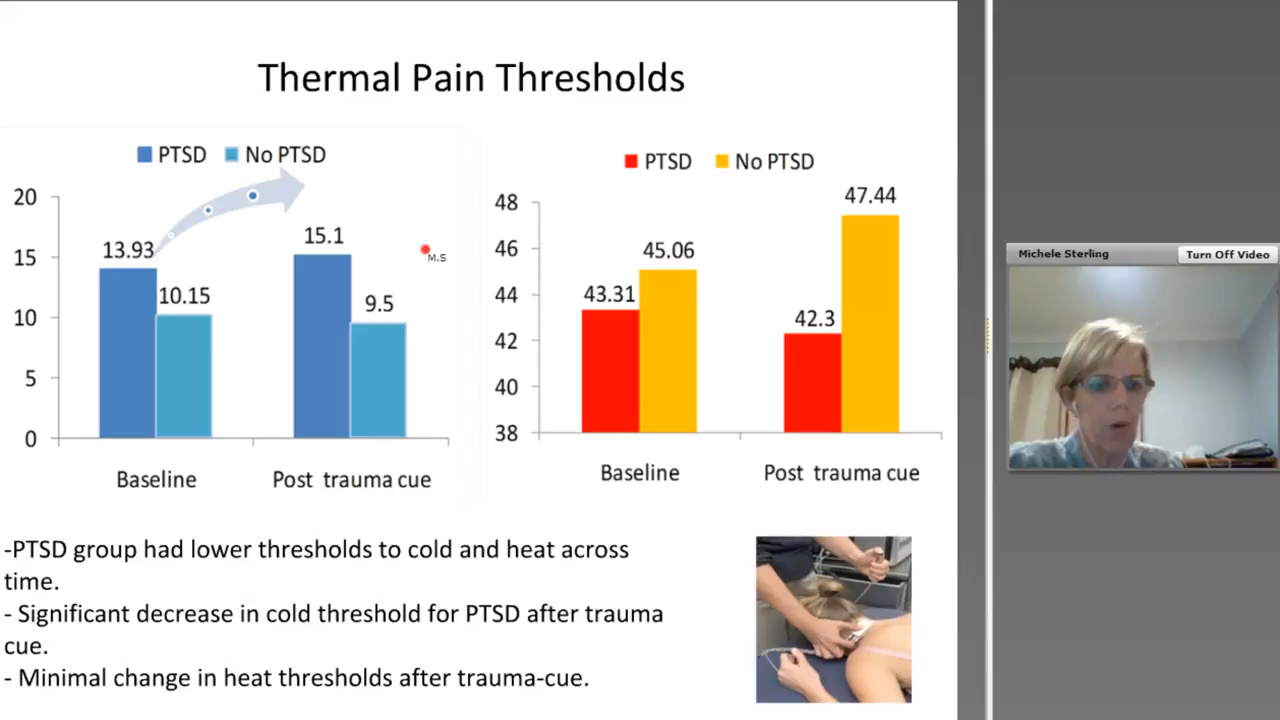 Thermal Pain Thresholds
PTSD No PTSD
20
15
10
5
0
13.93
10.15
15.1
9.5
Baseline
Post trauma cue
M.S
PTSD No PTSD
48
46
44
42
40
38
43.31
45.06
42.3
47.44
Baseline
Post trauma cue
-PTSD group had lower thresholds to cold and heat across
time.
- Significant decrease in cold threshold for PTSD after trauma
cue.
- Minimal change in heat thresholds after trauma-cue.
Michele Sterling
Turn Off Video